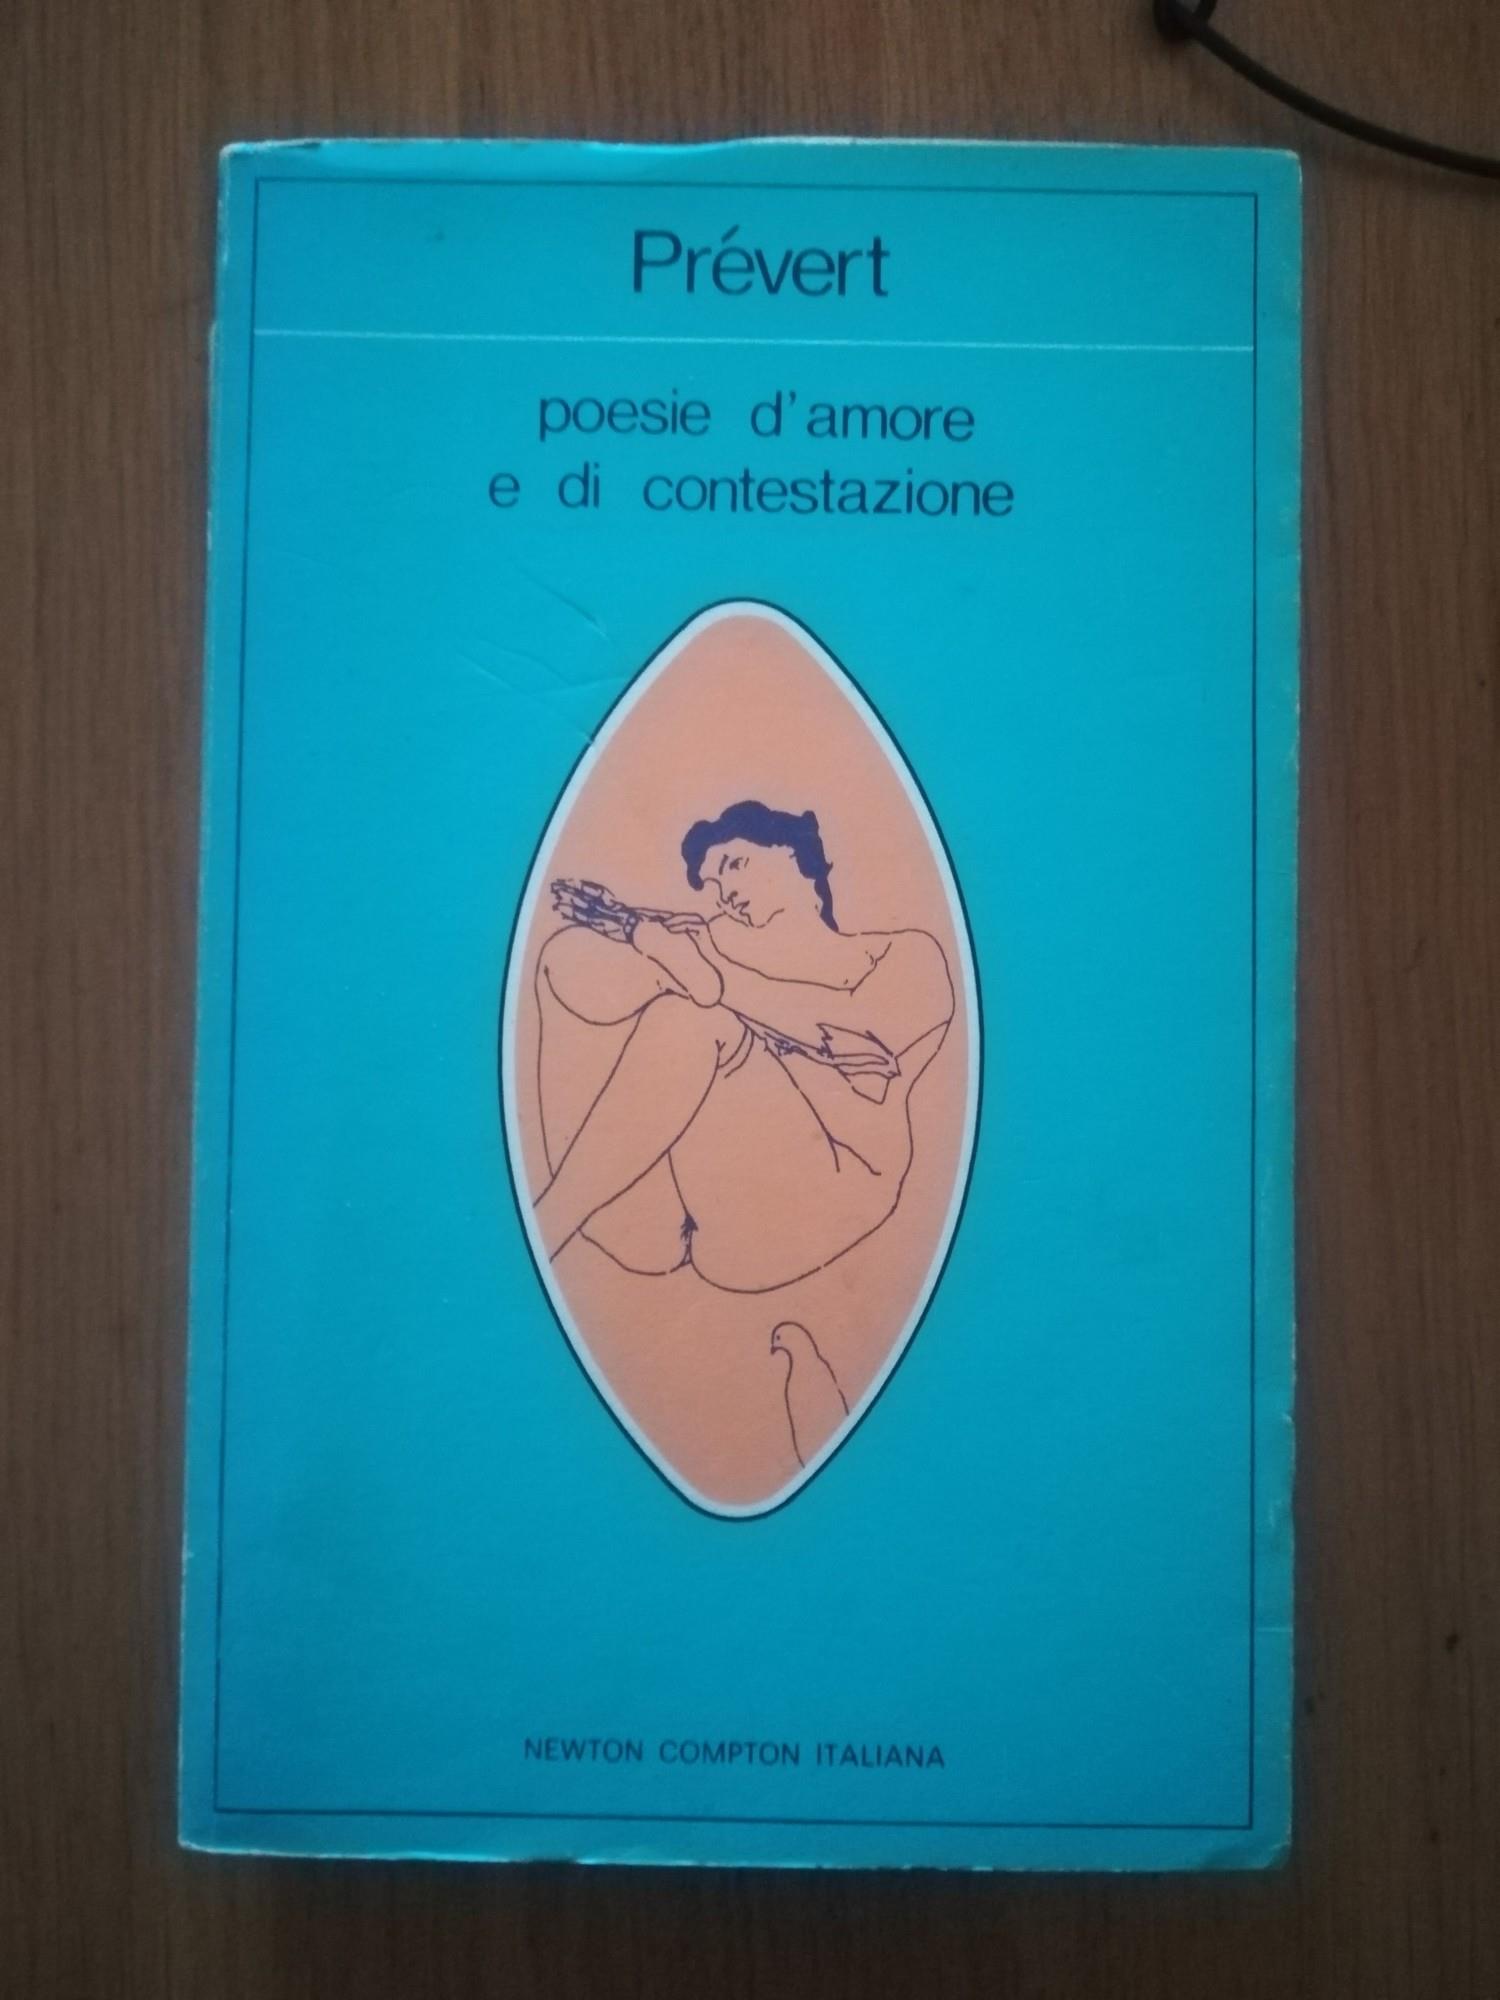 Prévert
poesie d'amore
e di contestazione
NEWTON COMPTON ITALIANA